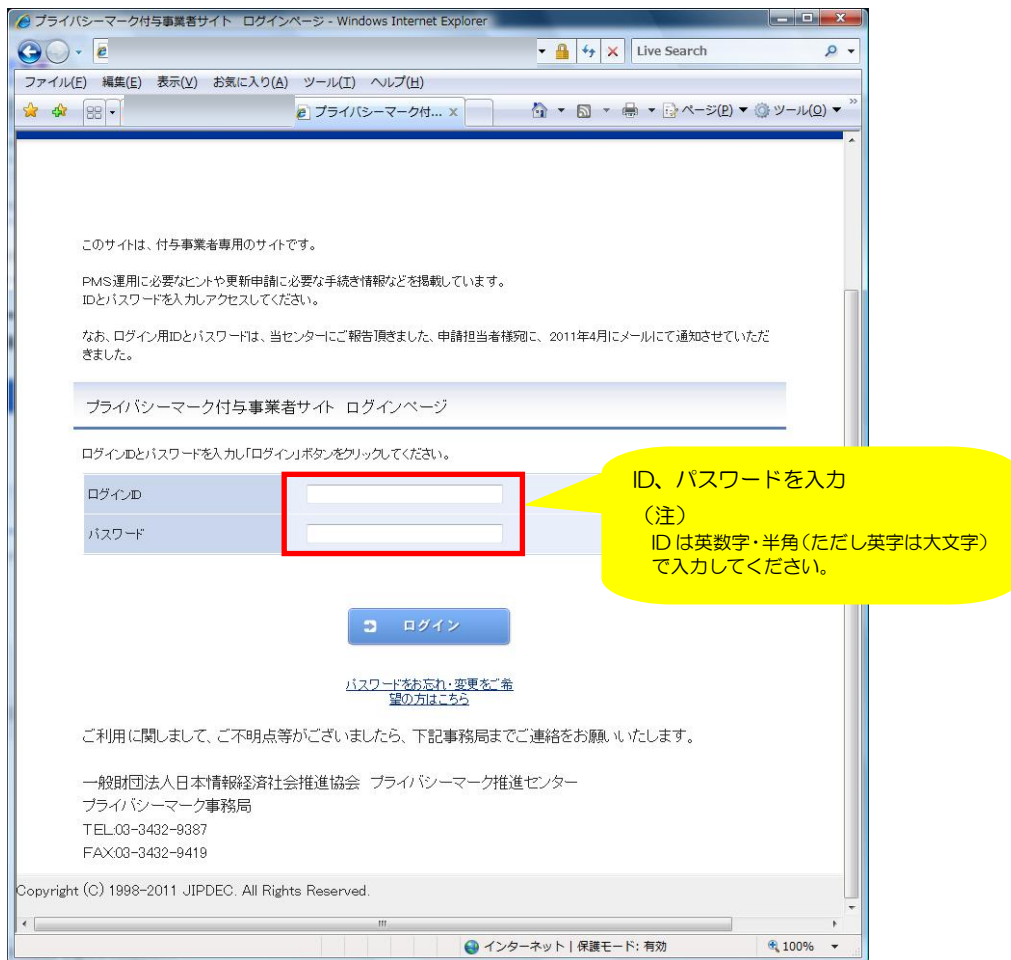 プライバシーマーク付与事業者サイト ログインページ - Windows Internet Explorer
Live Search
ファイル(F) 編集(E) 表示(V) お気に入り(A) ツール(T) ヘルプ(H)
プライバシーマーク付... x
ページ(P) ツール(O) »
このサイトは、付与事業者専用のサイトです。
PMS運用に必要なヒントや更新申請に必要な手続き情報などを掲載しています。
IDとパスワードを入力しアクセスしてください。
なお、ログイン用IDとパスワードは、当センターにご報告頂きました、申請担当者様宛に、2011年4月にメールにて通知させていただ
きました。
プライバシーマーク付与事業者サイト ログインページ
ログインIDとパスワードを入力し「ログイン」ボタンをクリックしてください。
ログインID
パスワード
ID、パスワードを入力
（注）
IDは英数字・半角（ただし英字は大文字）
で入力してください。
ログイン
パスワードをお忘れ・変更をご希
望の方はこちら
ご利用に関しまして、ご不明点等がございましたら、下記事務局までご連絡をお願いいたします。
一般財団法人日本情報経済社会推進協会 プライバシーマーク推進センター
プライバシーマーク事務局
TEL:03-3432-9387
FAX:03-3432-9419
Copyright (C) 1998-2011 JIPDEC. All Rights Reserved.
インターネット | 保護モード: 有効
100%